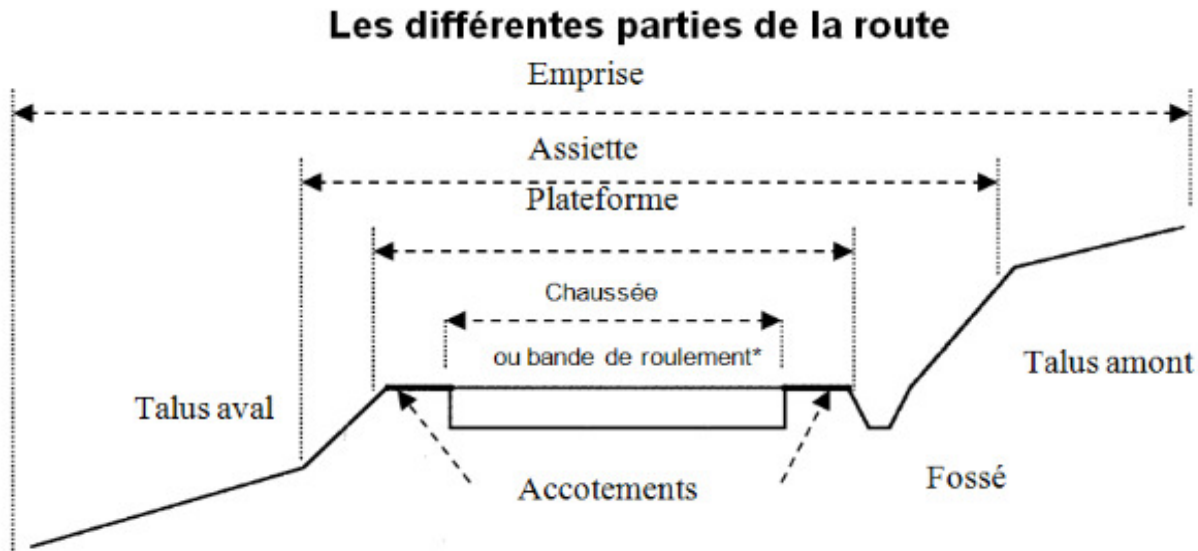 Les différentes parties de la route
Emprise
Assiette
Plateforme
Chaussée
ou bande de roulement*
Talus amont
Talus aval
Accotements
Fossé